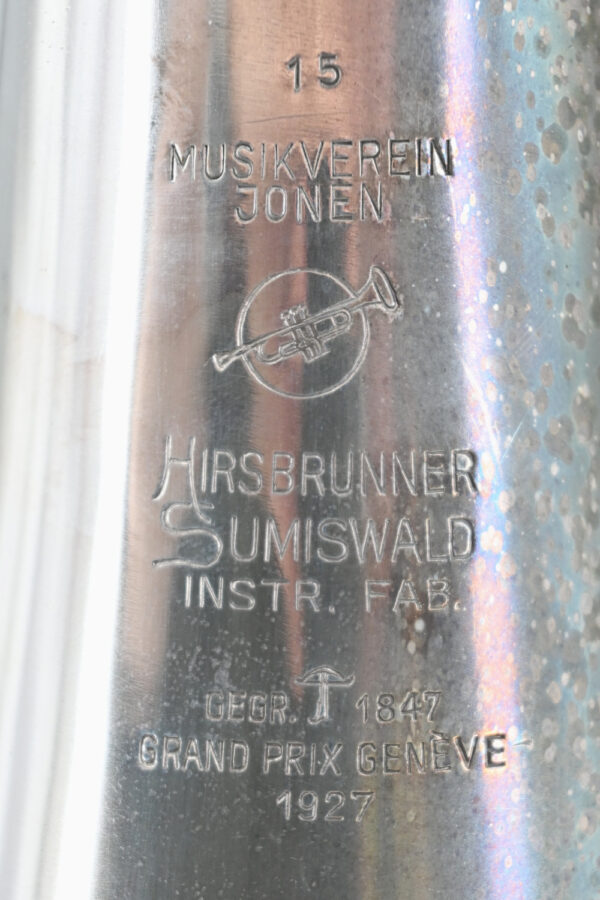 15
MUSIKVEREIN
JONEN
HIRSBRUNNER
SUMISWALD
INSTR. FAB.
GEGR. 1847
GRAND PRIX GENÈVE
1927